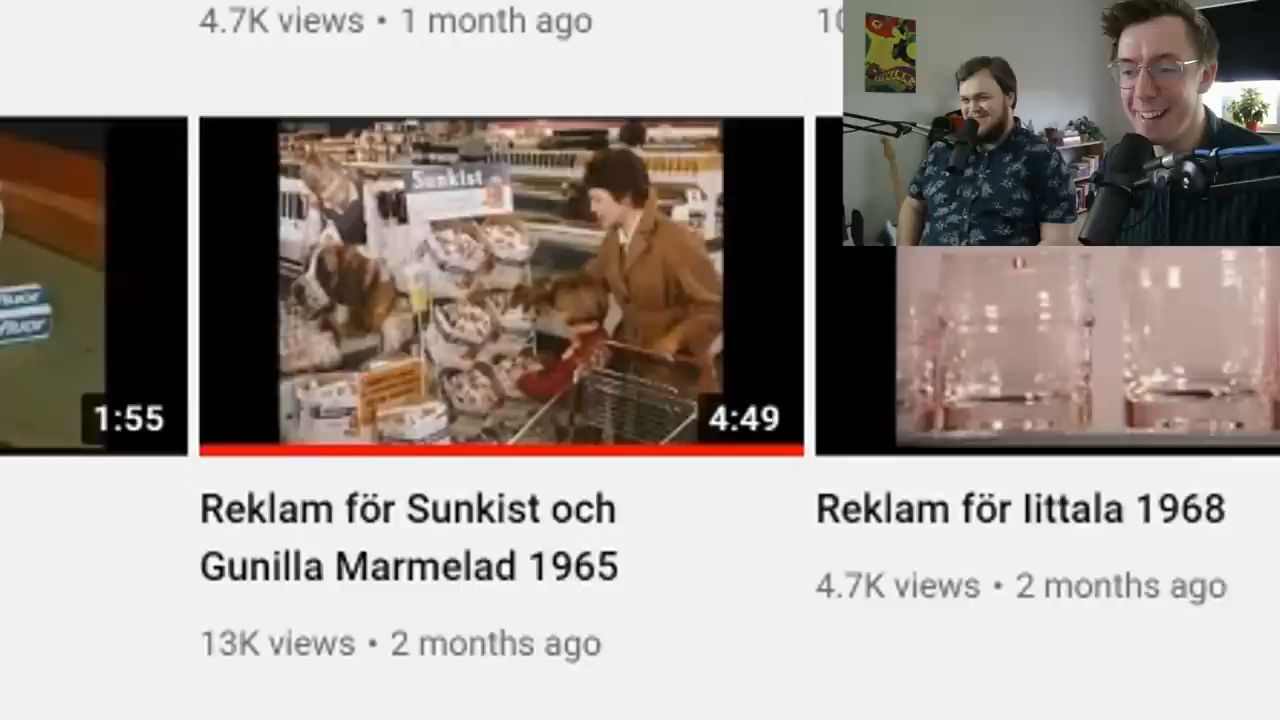 4.7K views • 1 month ago
10
Sunkist
1:55
4:49
Reklam för Sunkist och
Gunilla Marmelad 1965
13K views • 2 months ago
Reklam för Iittala 1968
4.7K views • 2 months ago